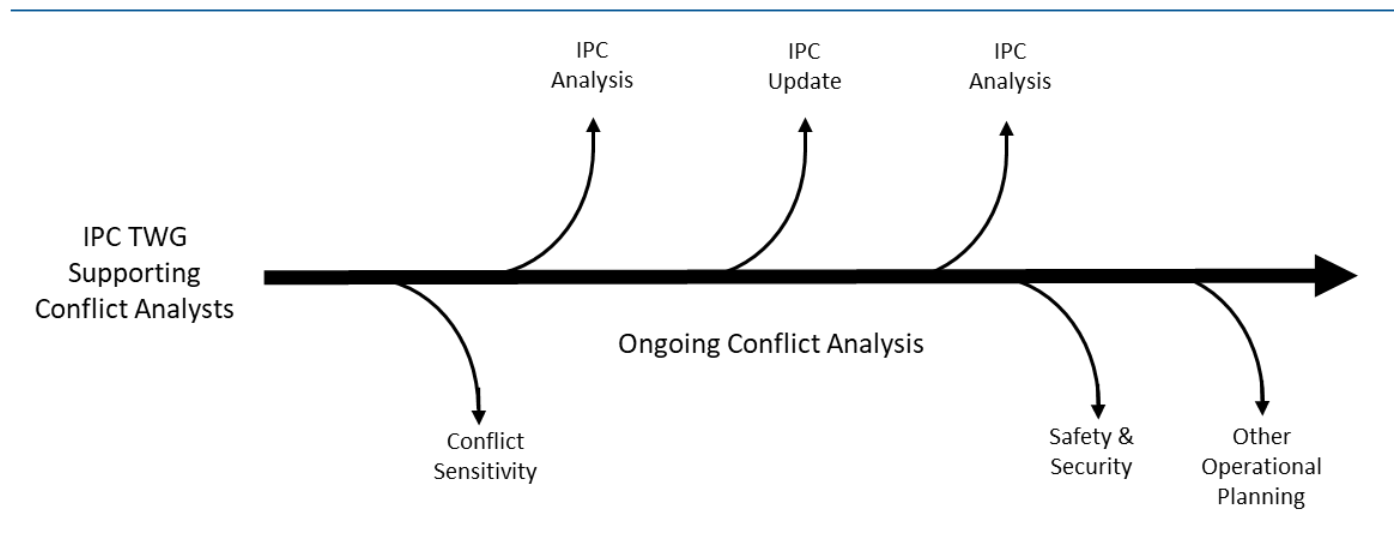 IPC
Analysis
IPC
Update
IPC
Analysis
IPC TWG
Supporting
Conflict Analysts
Ongoing Conflict Analysis
Conflict
Sensitivity
Safety &
Security
Other
Operational
Planning